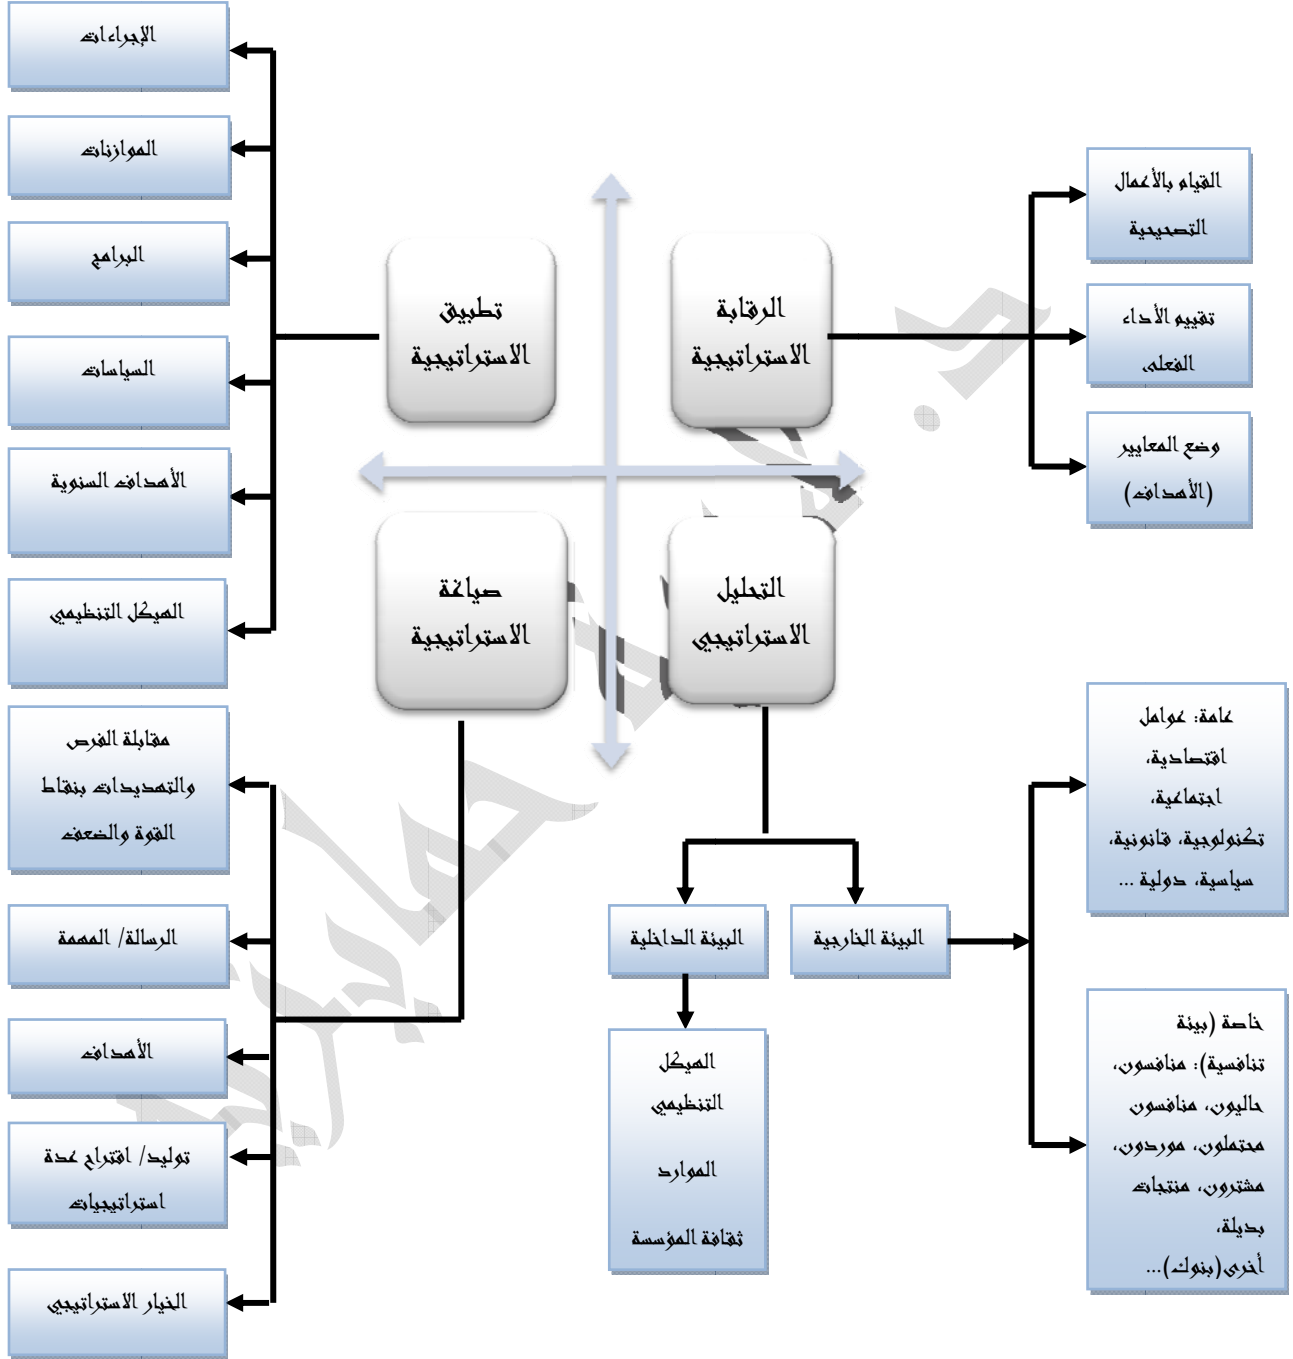 الإجراءات
الموازنات
البرامج
السياسات
الأهداف السنوية
الهيكل التنظيمي
تطبيق
الاستراتيجية
الرقابة
الاستراتيجية
القيام بالأعمال
التصحيحية
تقييم الأداء
الفعلى
وضع المعايير
(الأهداف)
صياغة
الاستراتيجية
التحليل
الاستراتيجي
مقابلة الفرص
والتهديدات بنقاط
القوة والضعف
الرسالة/ المهمة
الأهداف
توليد/ اقتراح عدة
استراتيجيات
الخيار الاستراتيجي
البيئة الداخلية
البيئة الخارجية
الهيكل
التنظيمي
الموارد
ثقافة المؤسسة
عامة: عوامل
اقتصادية،
اجتماعية،
تكنولوجية، قانونية،
سياسية، دولية ...
خاصة (بيئة
تنافسية): منافسون،
حاليون، منافسون
محتملون، موردون،
مشترون، منتجات
بديلة،
أخرى(بنوك)...